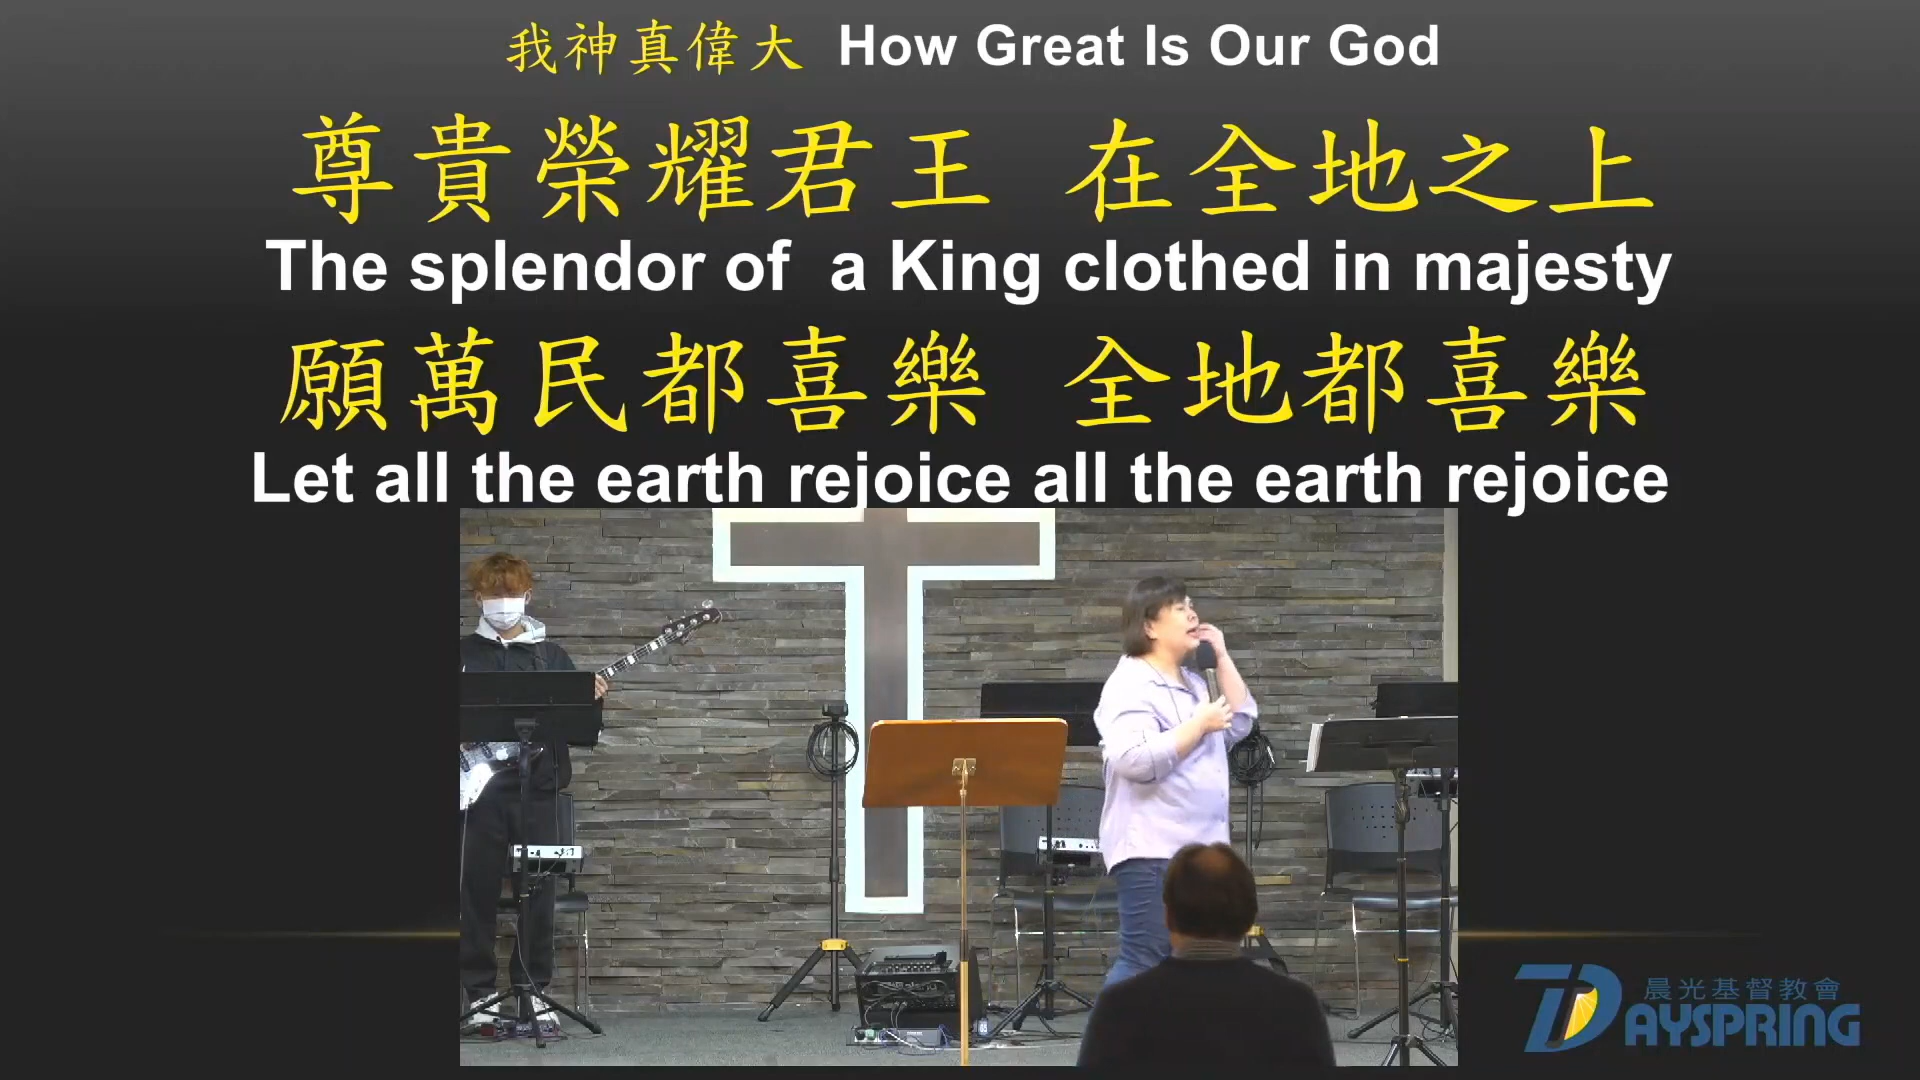 我神真偉大 How Great Is Our God
尊貴榮耀君王 在全地之上
The splendor of a King clothed in majesty
願萬民都喜樂 全地都喜樂
Let all the earth rejoice all the earth rejoice
晨光基督教會
DAYSPRING